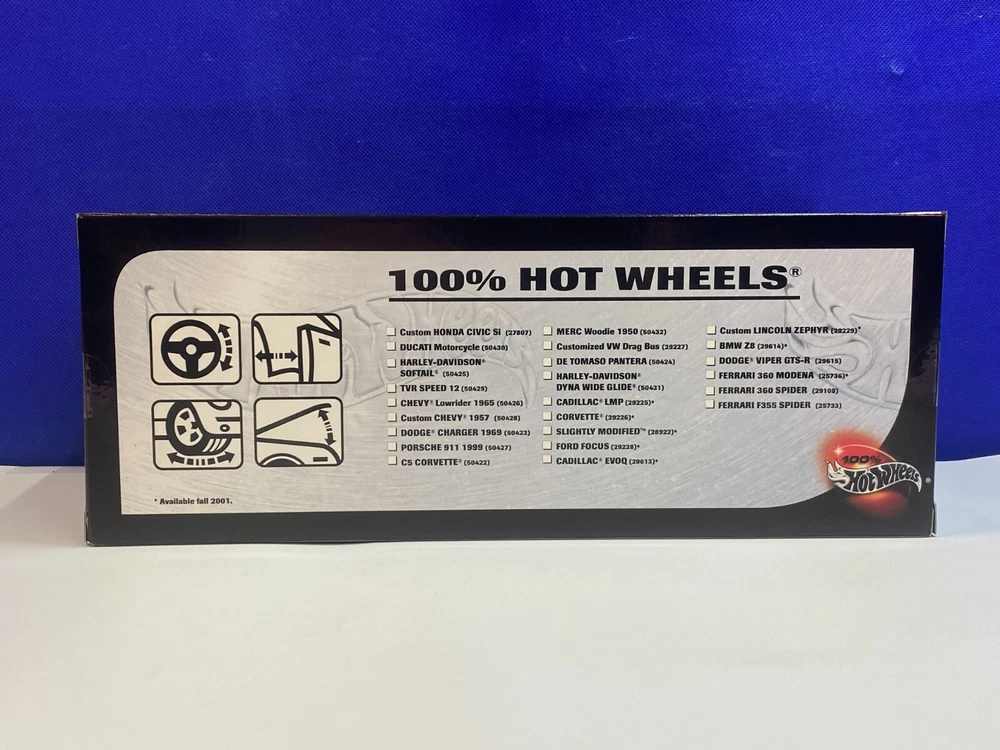 100% HOT WHEELS®
Custom HONDA CIVIC Si (27807)
DUCATI Motorcycle (50430)
HARLEY-DAVIDSON®
SOFTAIL® (50425)
TVR SPEED 12 (50429)
CHEVY® Lowrider 1965 (50426)
Custom CHEVY® 1957 (50428)
DODGE® CHARGER 1969 (50423)
PORSCHE 911 1999 (50427)
C5 CORVETTE® (50422)
MERC Woodie 1950 (50432)
Customized VW Drag Bus (29227)
DE TOMASO PANTERA (50424)
HARLEY-DAVIDSON®
DYNA WIDE GLIDE® (50431)
CADILLAC® LMP (29225)*
CORVETTE® (29226)*
SLIGHTLY MODIFIED™ (28922)*
FORD FOCUS (29228)*
CADILLAC® EVOQ (29613)*
Custom LINCOLN ZEPHYR (29229)*
BMW Z8 (29614)*
DODGE® VIPER GTS-R (29615)
FERRARI 360 MODENA (25736)*
FERRARI 360 SPIDER (29108)
FERRARI F355 SPIDER (25733)
100%
HOT WHEELS®
* Available fall 2001.